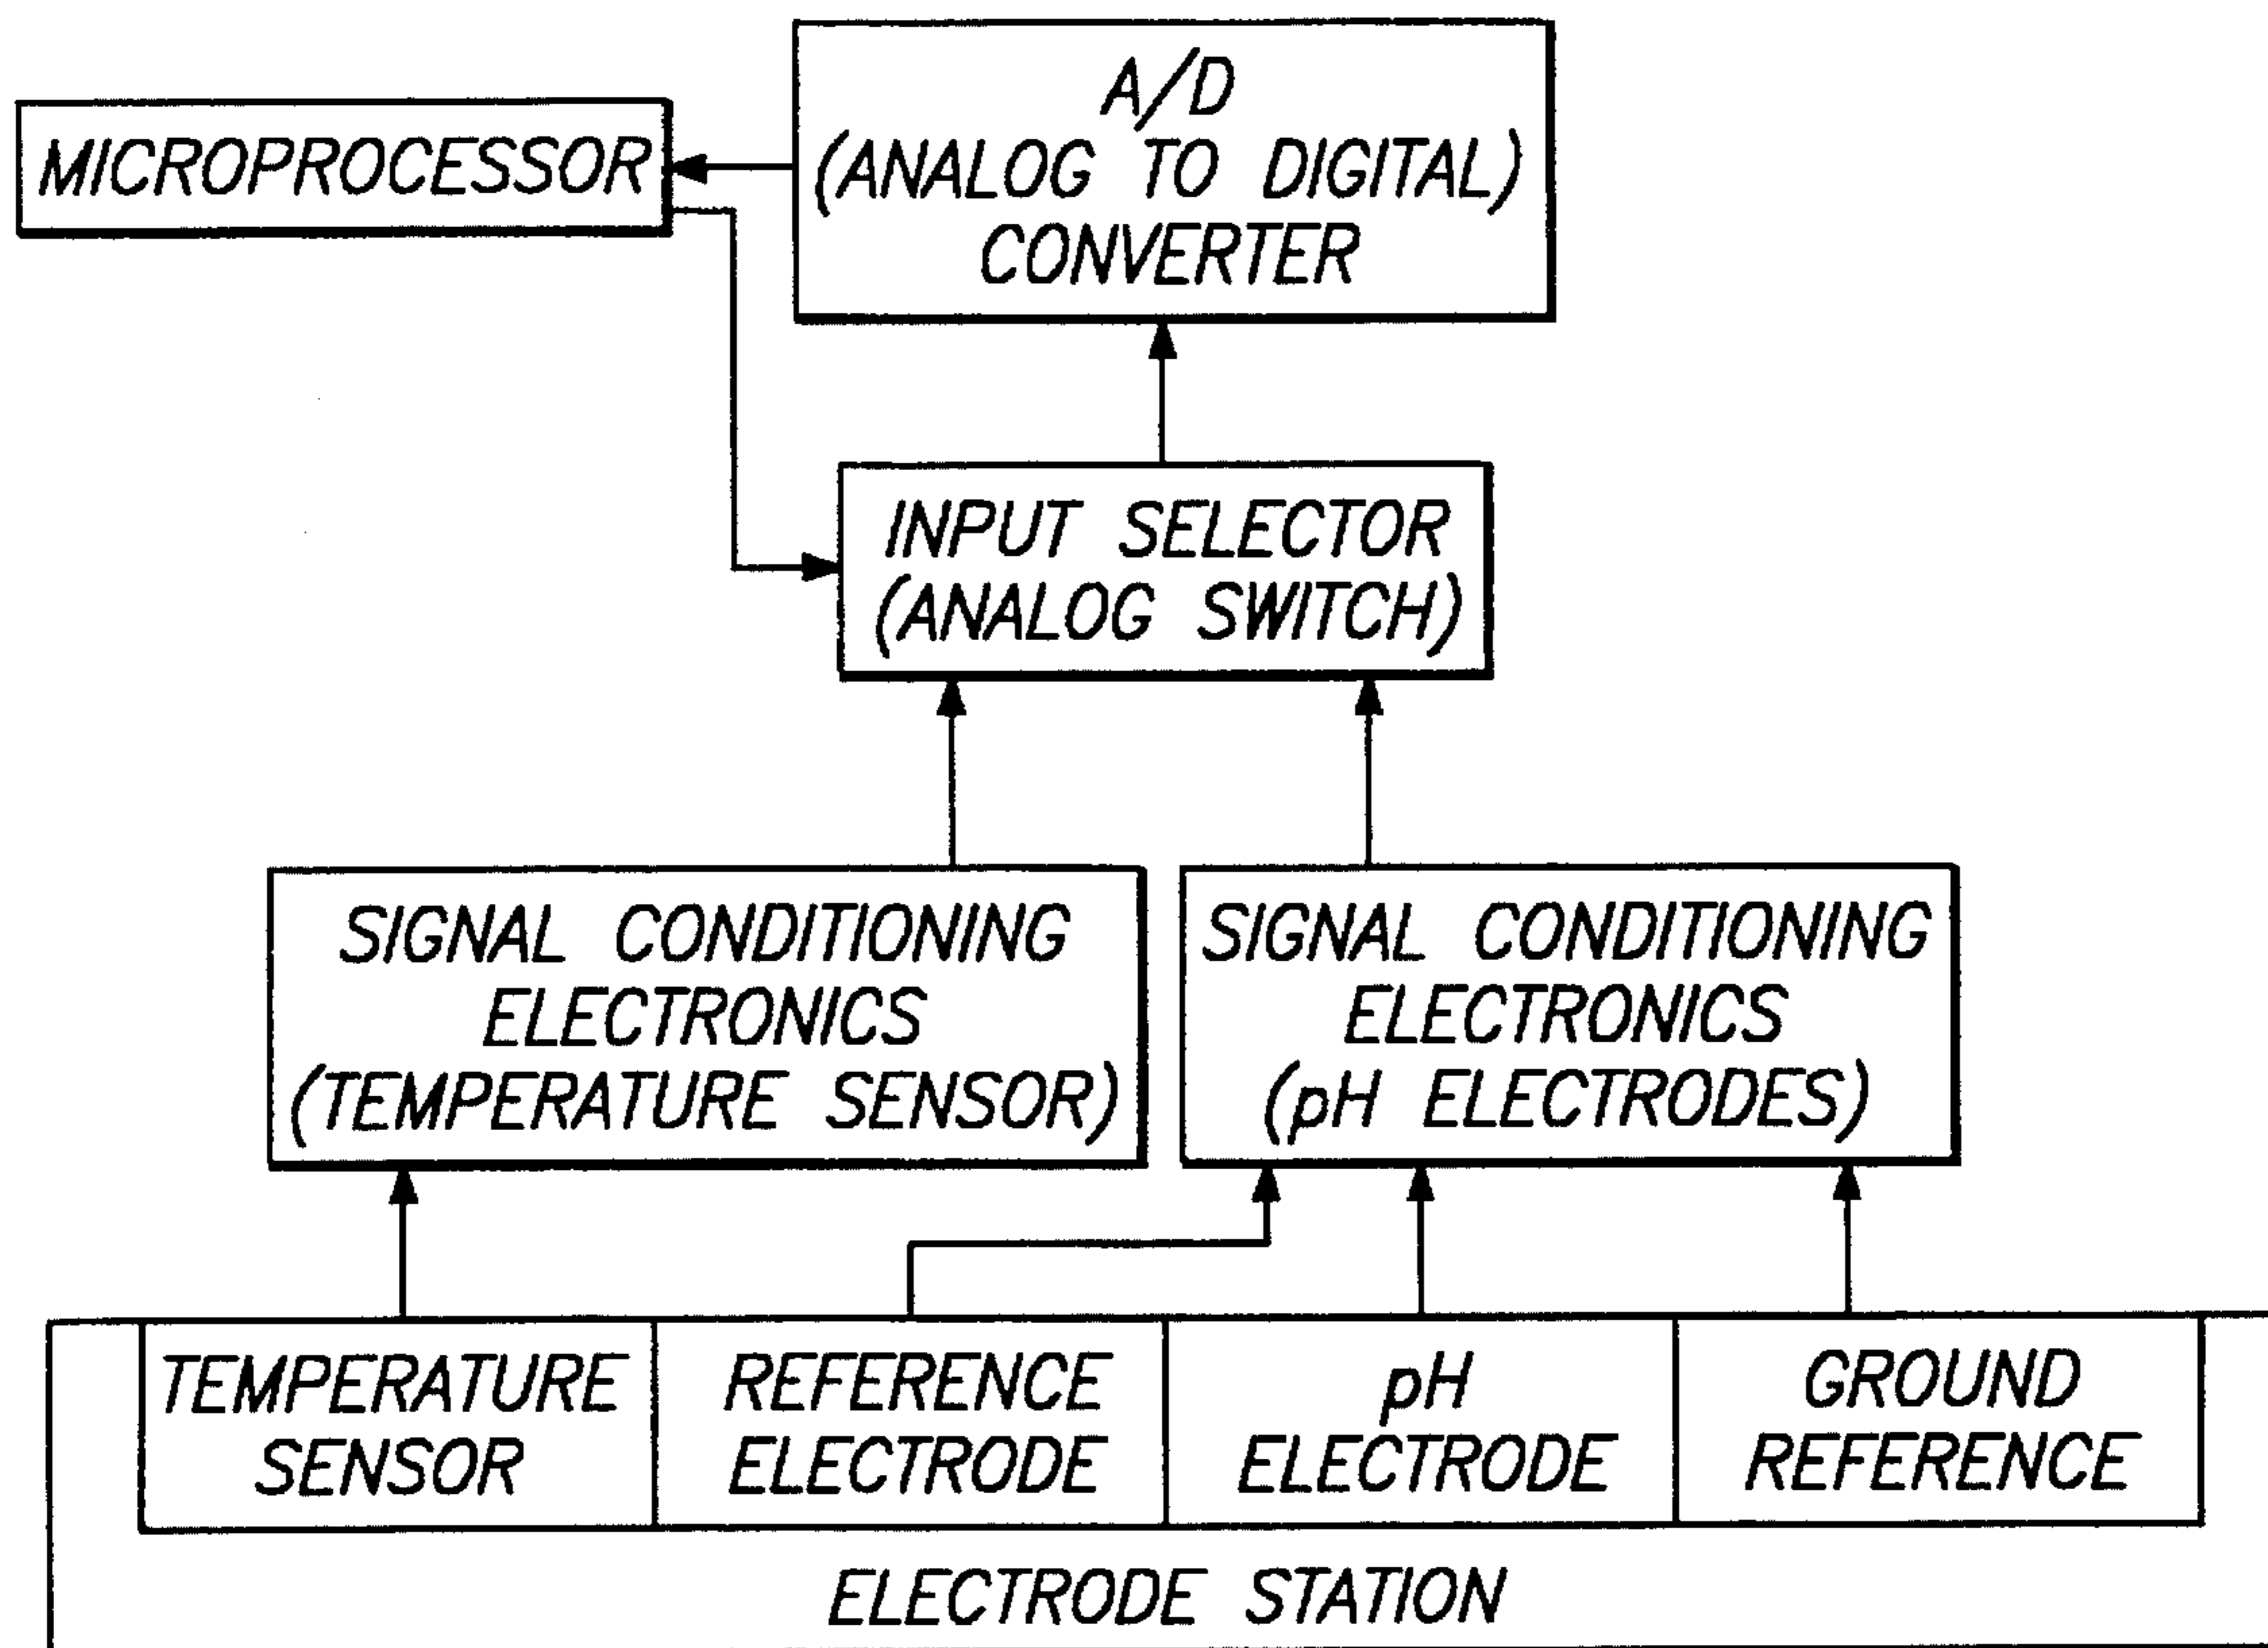 A/D
(ANALOG TO DIGITAL)
CONVERTER
MICROPROCESSOR
INPUT SELECTOR
(ANALOG SWITCH)
SIGNAL CONDITIONING
ELECTRONICS
(TEMPERATURE SENSOR)
SIGNAL CONDITIONING
ELECTRONICS
(pH ELECTRODES)
TEMPERATURE
SENSOR
REFERENCE
ELECTRODE
pH
ELECTRODE
GROUND
REFERENCE
ELECTRODE STATION